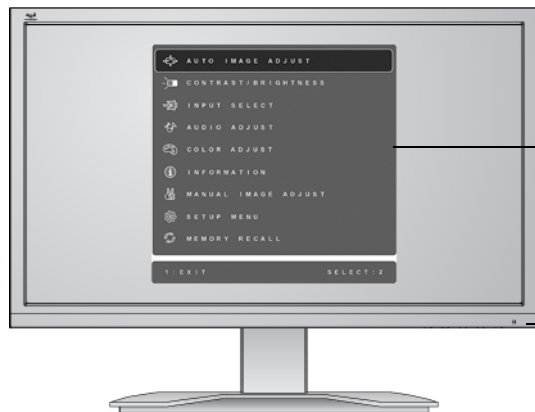 AUTO IMAGE ADJUST
CONTRAST/BRIGHTNESS
INPUT SELECT
AUDIO ADJUST
COLOR ADJUST
INFORMATION
MANUAL IMAGE ADJUST
SETUP MENU
MEMORY RECALL
1:EXIT SELECT:2